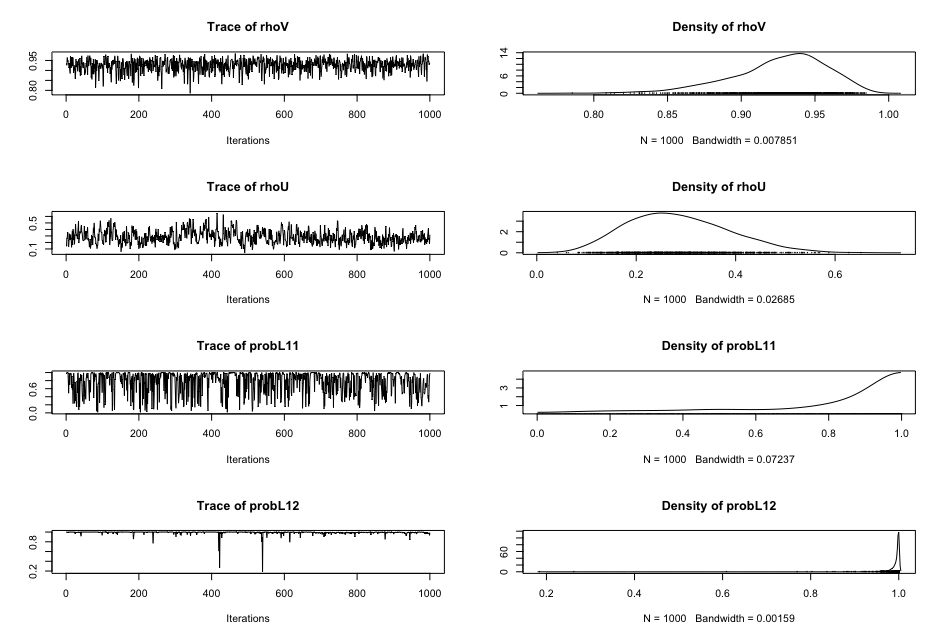 Trace of rhoV
0.80 0.95
0 200 400 600 800 1000
Iterations
Density of rhoV
0 6 14
0.80 0.85 0.90 0.95 1.00
N = 1000 Bandwidth = 0.007851
Trace of rhoU
0.1 0.5
0 200 400 600 800 1000
Iterations
Density of rhoU
0 2
0.0 0.2 0.4 0.6
N = 1000 Bandwidth = 0.02685
Trace of probL11
0.0 0.6
0 200 400 600 800 1000
Iterations
Density of probL11
1 3
0.0 0.2 0.4 0.6 0.8 1.0
N = 1000 Bandwidth = 0.07237
Trace of probL12
0.2 0.8
0 200 400 600 800 1000
Iterations
Density of probL12
0 60
0.2 0.4 0.6 0.8 1.0
N = 1000 Bandwidth = 0.00159